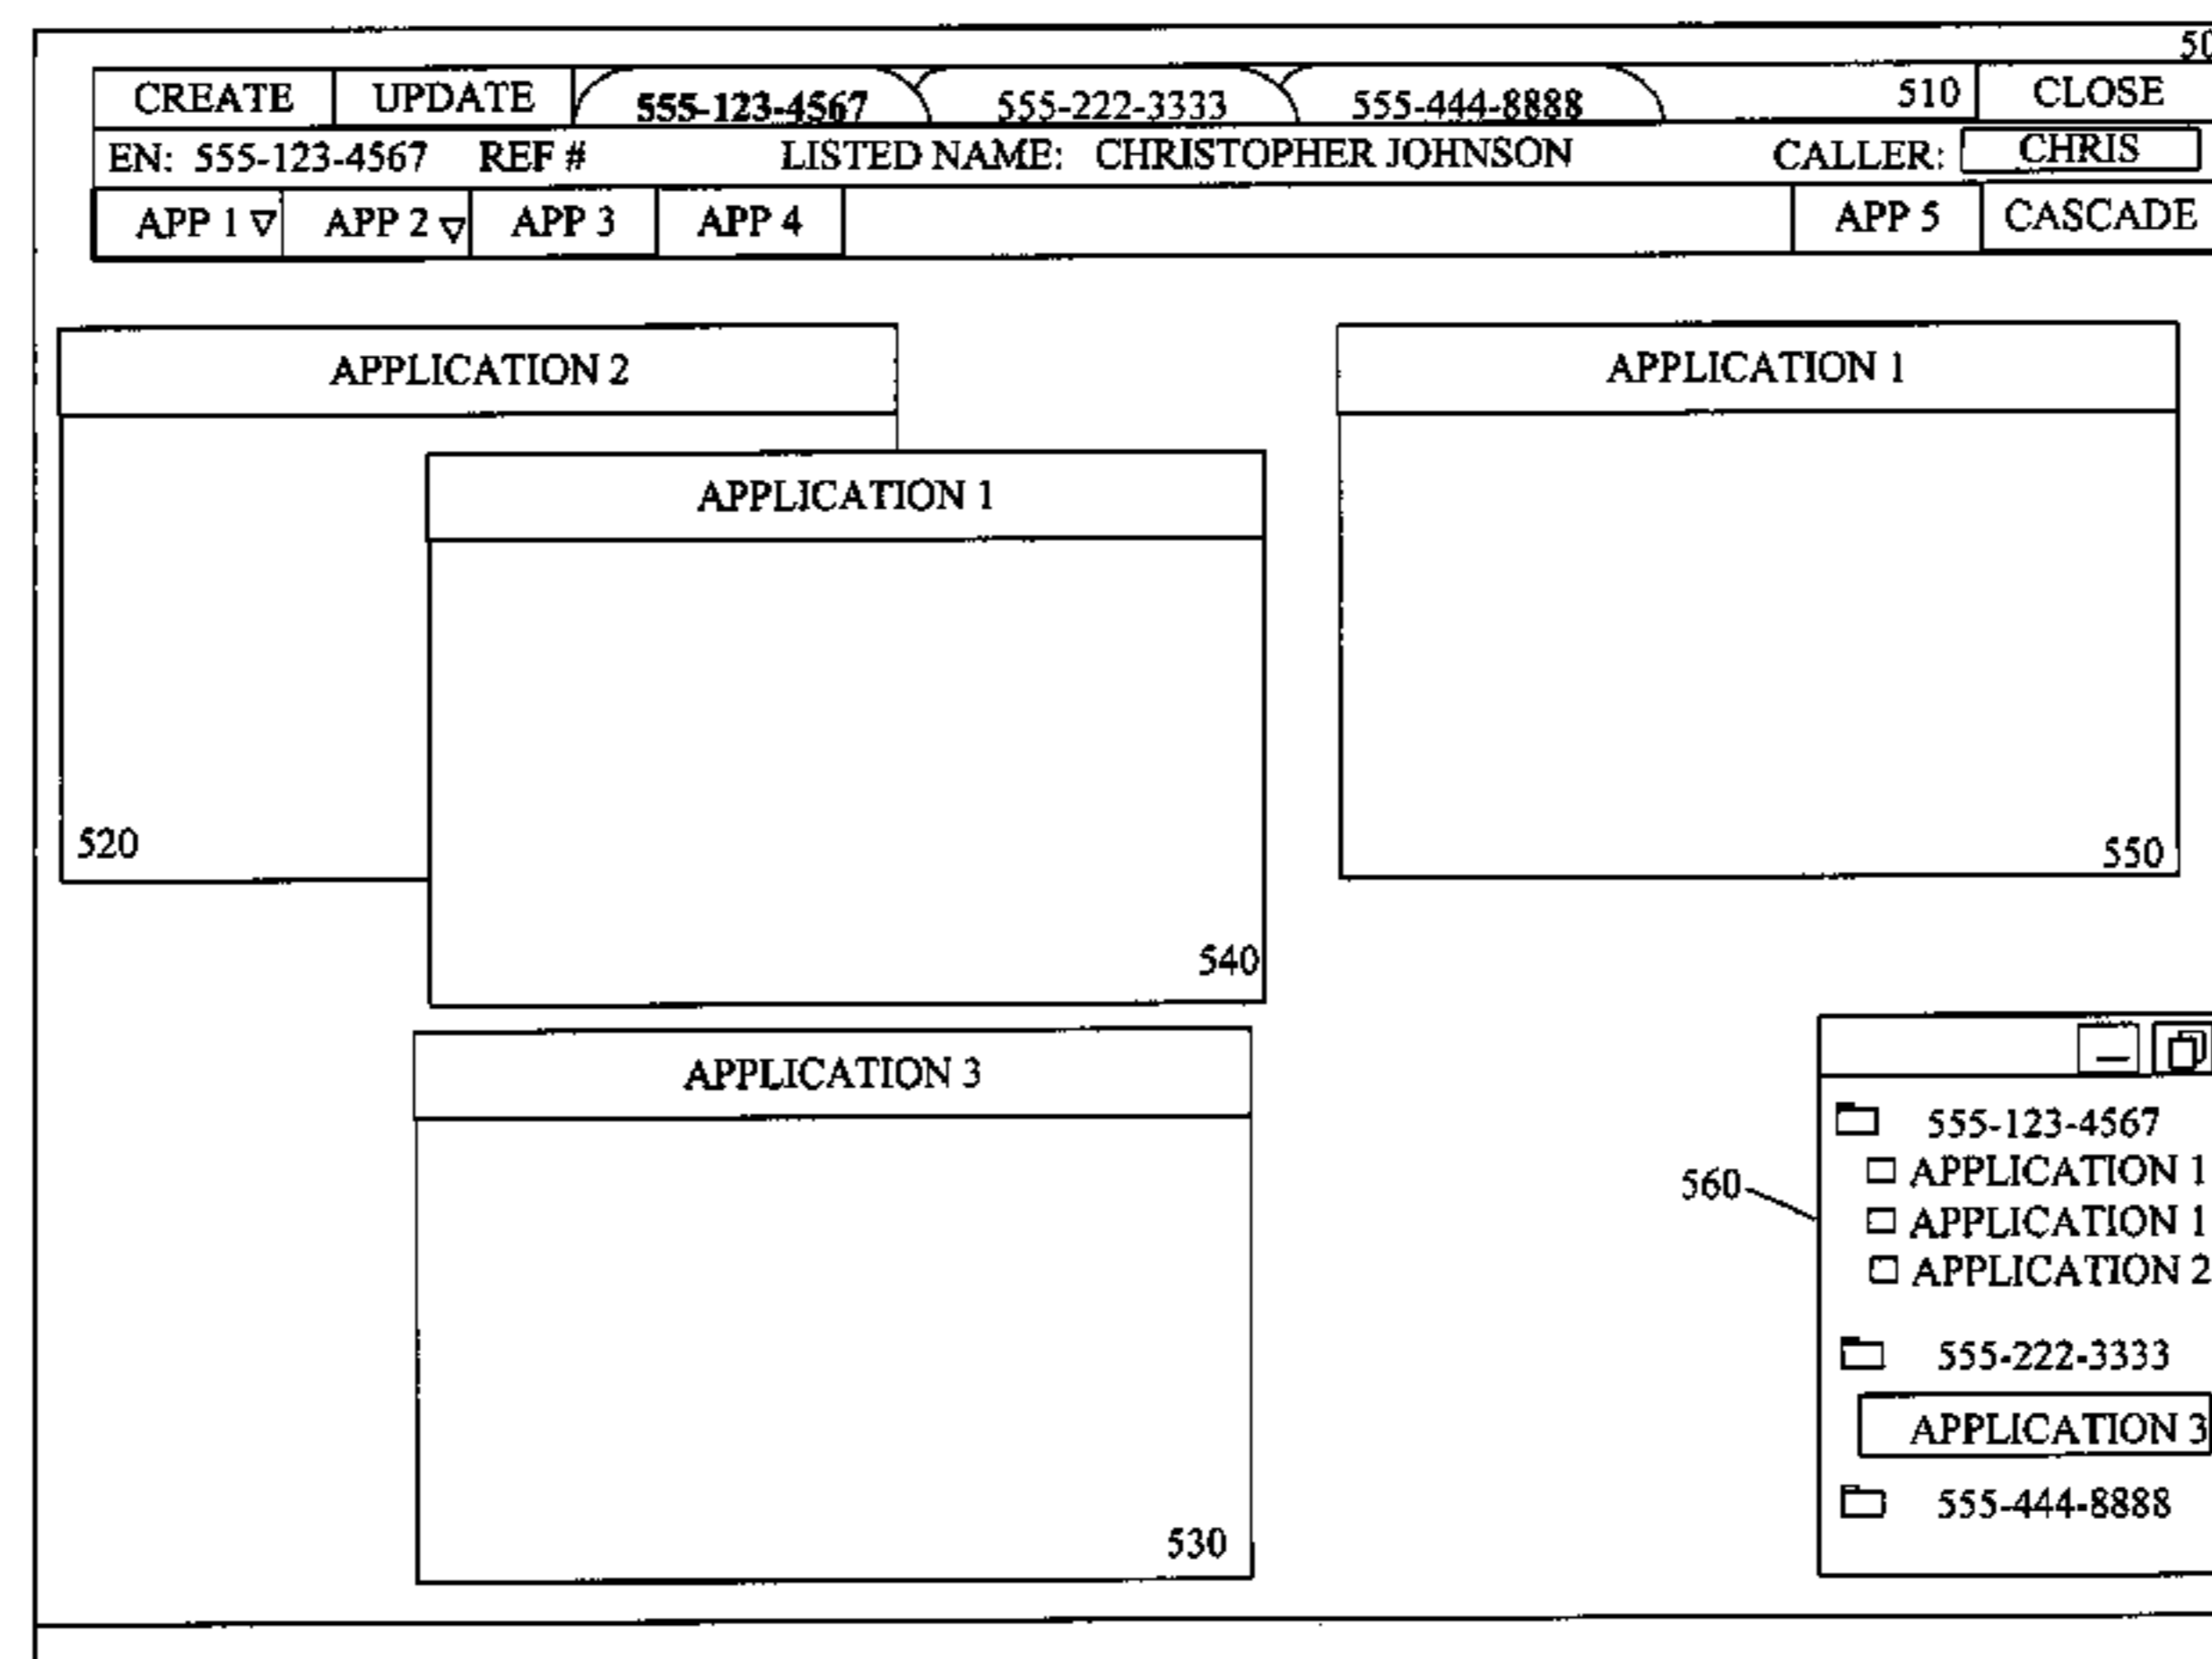 50
CREATE UPDATE 555-123-4567 555-222-3333 555-444-8888 510 CLOSE
EN: 555-123-4567 REF # LISTED NAME: CHRISTOPHER JOHNSON CALLER: CHRIS
APP 1 APP 2 APP 3 APP 4 APP 5 CASCADE
APPLICATION 2 APPLICATION 1
APPLICATION 1
520 550
540
APPLICATION 3
555-123-4567
560 APPLICATION 1
APPLICATION 1
APPLICATION 2
555-222-3333
APPLICATION 3
555-444-8888
530